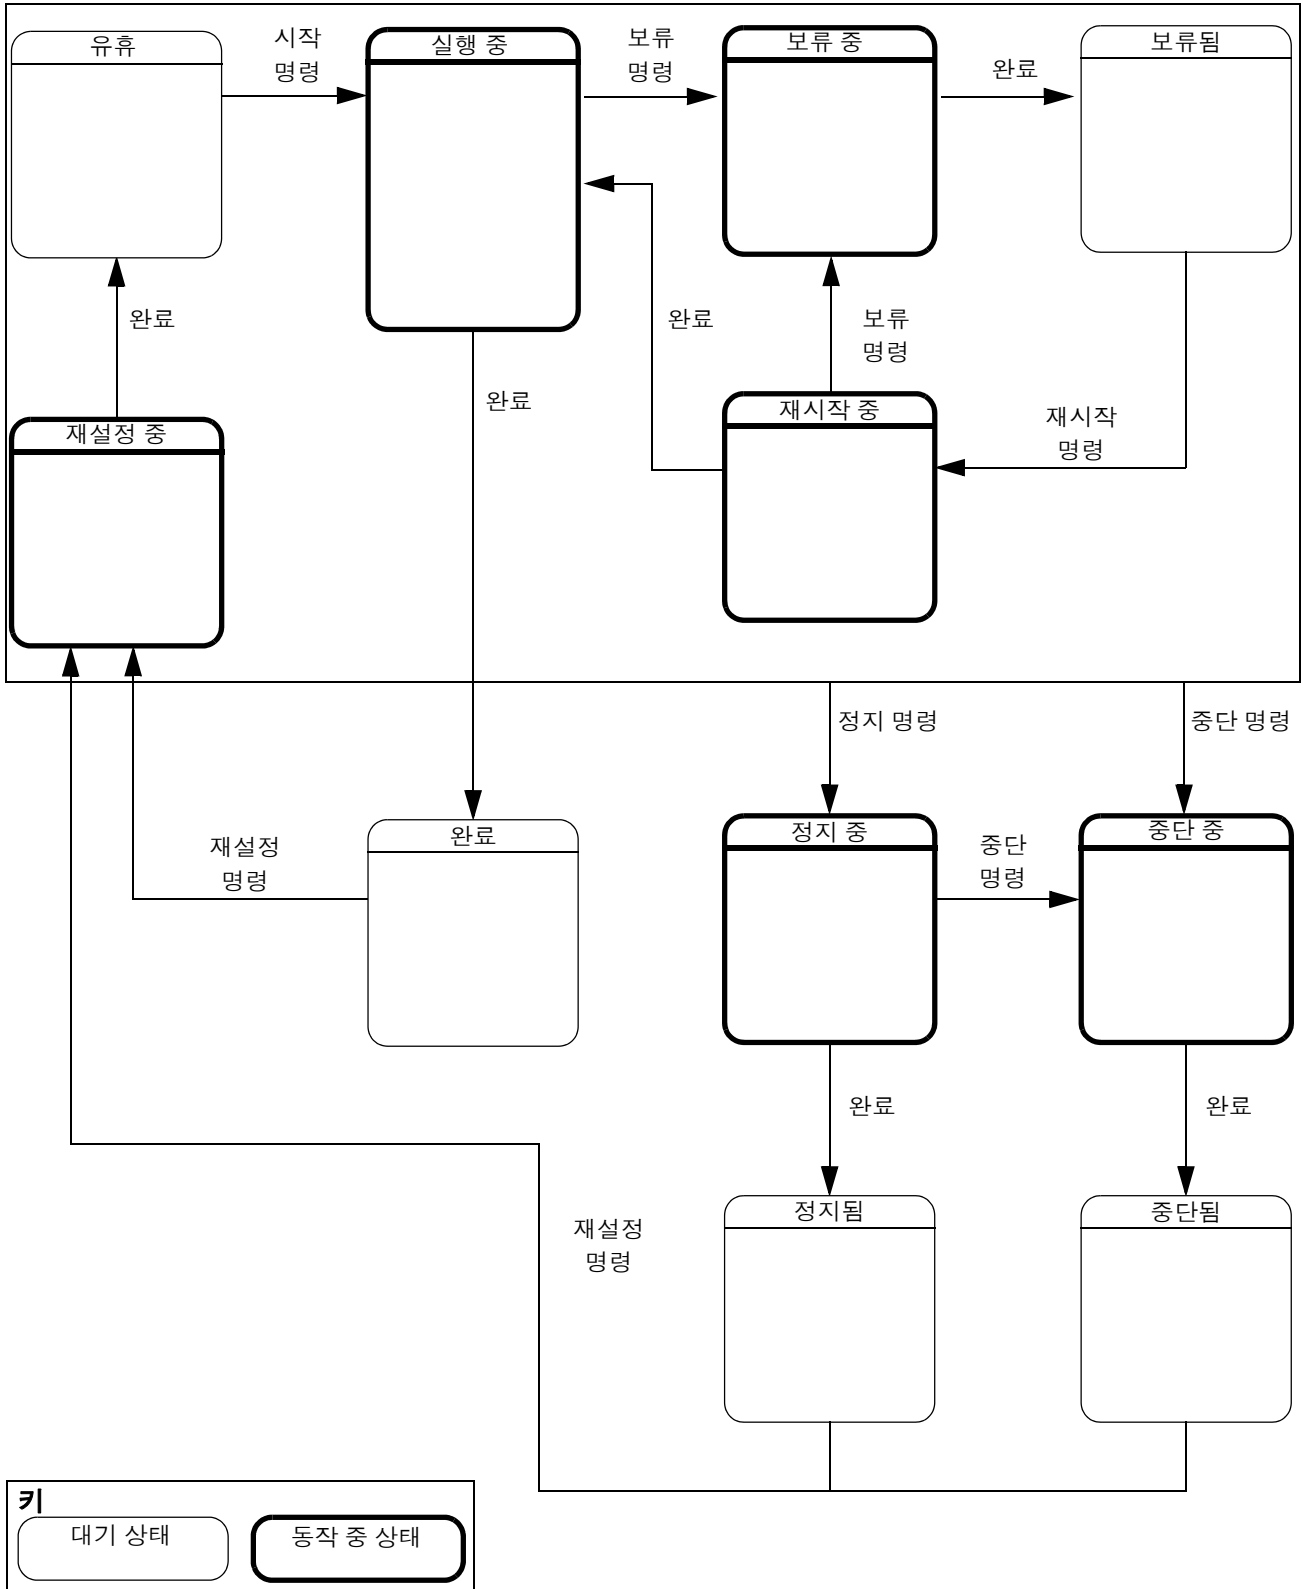 유휴
시작
명령
실행 중
보류
명령
보류 중
완료
보류됨
완료
완료
보류
명령
완료
재설정 중
재시작 중
재시작
명령
정지 명령
중단 명령
재설정
명령
완료
정지 중
중단
명령
중단 중
완료
완료
재설정
명령
정지됨
중단됨
키
대기 상태
동작 중 상태